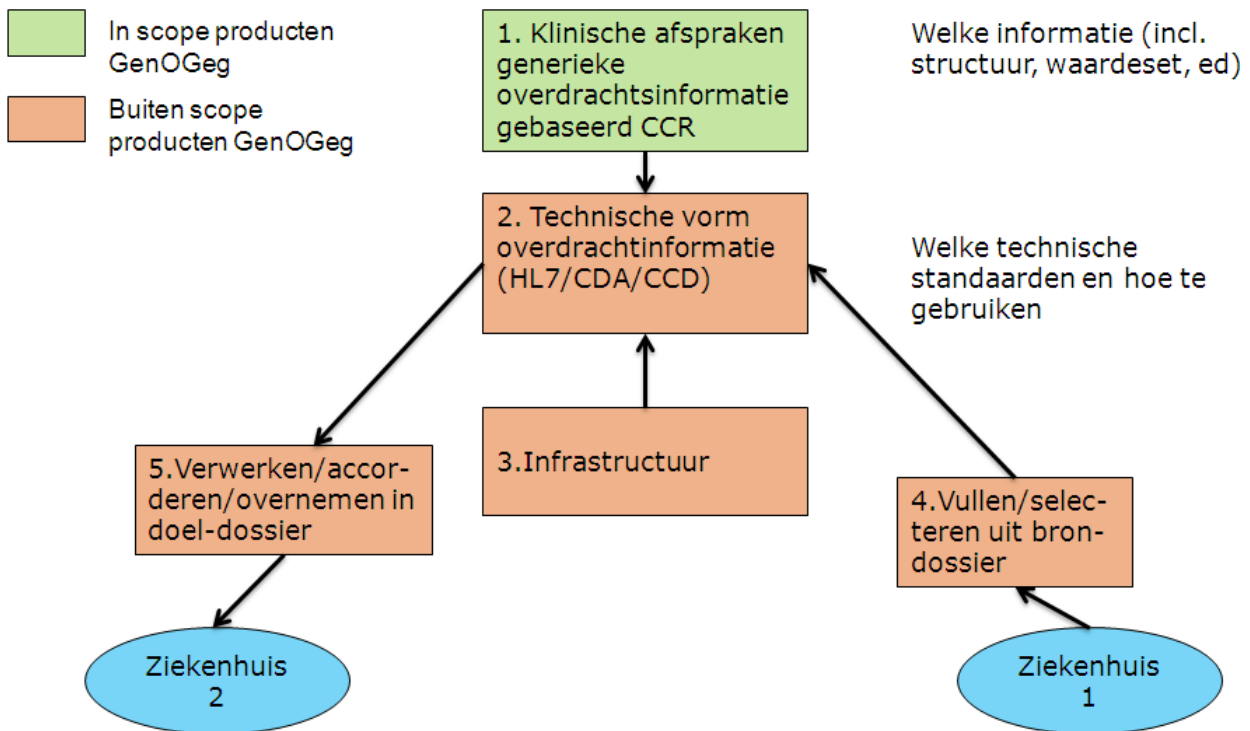 In scope producten
GenOGeg
Buiten scope
producten GenOGeg
1. Klinische afspraken
generieke
overdrachtsinformatie
gebaseerd CCR
Welke informatie (incl.
structuur, waardeset, ed)
2. Technische vorm
overdrachtinformatie
(HL7/CDA/CCD)
Welke technische
standaarden en hoe te
gebruiken
3.Infrastructuur
5.Verwerken/accor-
deren/overnemen in
doel-dossier
4.Vullen/selec-
teren uit bron-
dossier
Ziekenhuis
2
Ziekenhuis
1